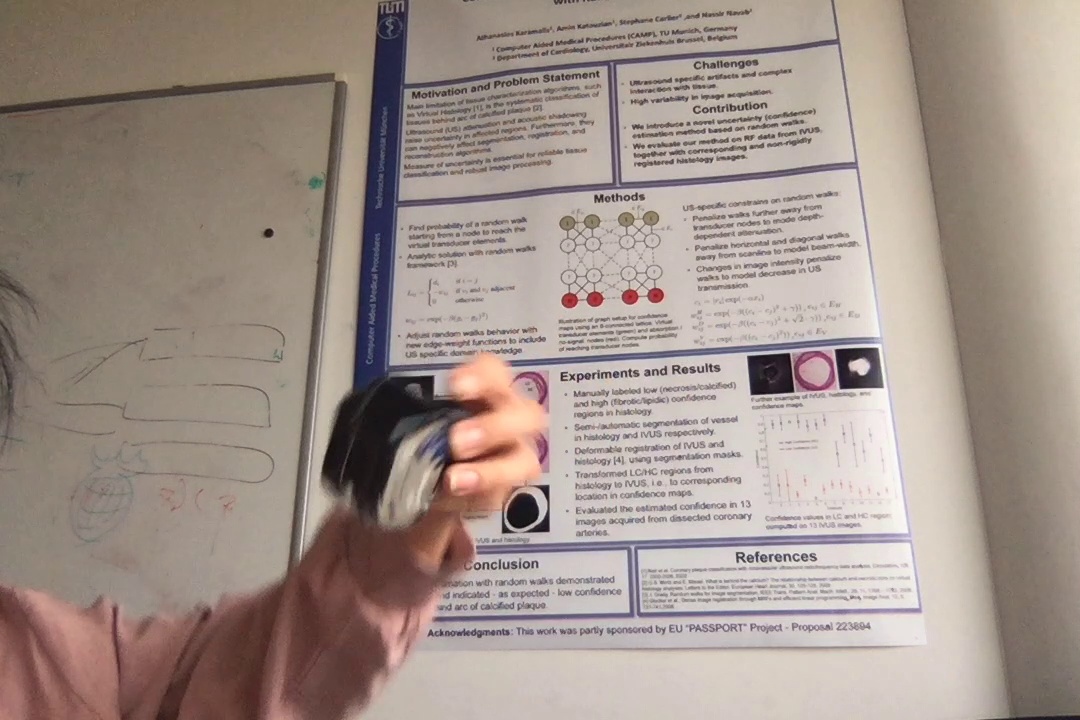 TUM
Technische Universität München
Computer Aided Medical Procedures
Athanasios Karamalis¹, Amin Katouzian¹, Stephane Carlier², and Nassir Navab¹
¹ Computer Aided Medical Procedures (CAMP), TU Munich, Germany
² Department of Cardiology, Universitair Ziekenhuis Brussel, Belgium
Motivation and Problem Statement
Main limitation of tissue characterization algorithms, such
as Virtual Histology [1], is the systematic classification of
tissues behind arc of calcified plaque [2].
Ultrasound (US) attenuation and acoustic shadowing
raise uncertainty in affected regions. Furthermore, they
can negatively affect segmentation, registration, and
reconstruction algorithms.
Measure of uncertainty is essential for reliable tissue
classification and robust image processing.
Challenges
Ultrasound specific artifacts and complex
interaction with tissue.
High variability in image acquisition.
Contribution
We introduce a novel uncertainty (confidence)
estimation method based on random walks.
We evaluate our method on RF data from IVUS,
together with corresponding and non-rigidly
registered histology images.
Methods
Find probability of a random walk
starting from a node to reach the
virtual transducer elements.
Analytic solution with random walks
framework [3].
if i = j
otherwise
Adjust random walks behavior with
new edge-weight functions to include
US specific domain knowledge
Illustration of graph setup for confidence
maps using an 8-connected lattice. Virtual
transducer elements (green) and absorption /
no-signal nodes (red). Compute probability
of reaching transducer nodes.
US-specific constrains on random walks:
Penalize walks further away from
transducer nodes to model depth-
dependent attenuation.
Penalize horizontal and diagonal walks
away from scanline to model beam-width.
Changes in image intensity penalize
walks to model decrease in US
transmission
Experiments and Results
Manually labeled low (necrosis/calcified)
and high (fibrotic/lipidic) confidence
regions in histology.
Semi-/automatic segmentation of vessel
in histology and IVUS respectively.
Deformable registration of IVUS and
histology [4], using segmentation masks.
Transformed LC/HC regions from
histology to IVUS, i.e., to corresponding
location in confidence maps.
Evaluated the estimated confidence in 13
images acquired from dissected coronary
arteries.
Further example of IVUS, histology, and
confidence maps.
Confidence values in LC and HC region
computed on 13 IVUS images.
IVUS and histology
Conclusion
with random walks demonstrated
indicated - as expected - low confidence
arc of calcified plaque.
References
Acknowledgments: This work was partly sponsored by EU "PASSPORT" Project - Proposal 223894